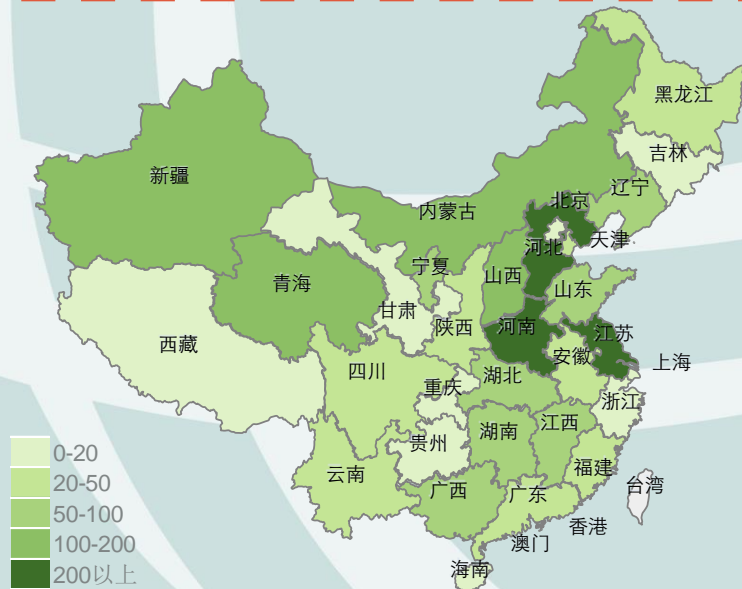 黑龙江
吉林
新疆
辽宁
北京
内蒙古
天津
河北
宁夏
山西
青海
山东
甘肃
陕西
河南
江苏
西藏
安徽
上海
四川
湖北
重庆
浙江
江西
湖南
贵州
福建
云南
台湾
广西
广东
香港
澳门
海南
0-20
20-50
50-100
100-200
200以上